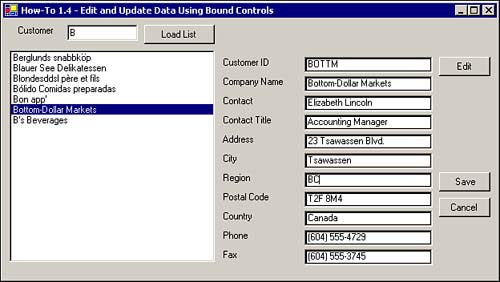 How-To 1.4 - Edit and Update Data Using Bound Controls
Customer B Load List
Berglunds snabbköp
Blauer See Delikatessen
Blondesddsl père et fils
Bólido Comidas preparadas
Bon app'
Bottom-Dollar Markets
B's Beverages
Customer ID BOTTM Edit
Company Name Bottom-Dollar Markets
Contact Elizabeth Lincoln
Contact Title Accounting Manager
Address 23 Tsawassen Blvd.
City Tsawassen
Region BC Save
Postal Code T2F 8M4 Cancel
Country Canada
Phone (604) 555-4729
Fax (604) 555-3745